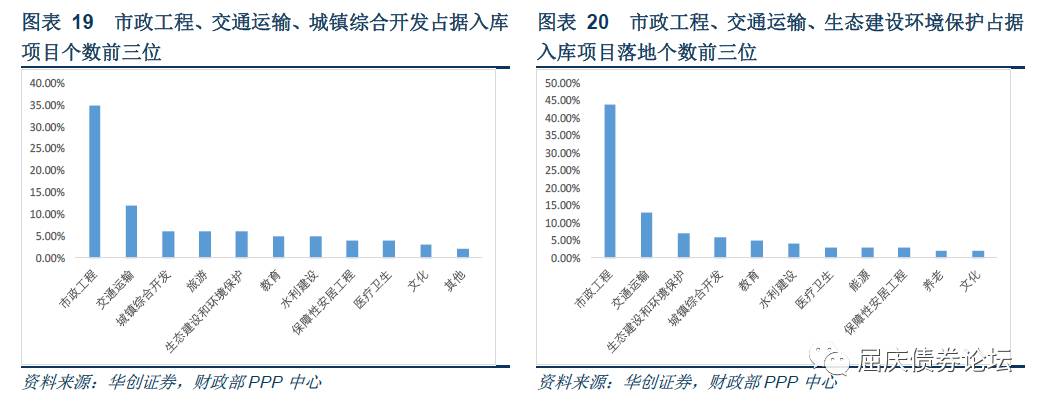 图表 19 市政工程、交通运输、城镇综合开发占据入库
项目个数前三位
40.00%
35.00%
30.00%
25.00%
20.00%
15.00%
10.00%
5.00%
0.00%
市政工程
交通运输
城镇综合开发
旅游
生态建设和环境保护
教育
水利建设
保障性安居工程
医疗卫生
文化
其他
资料来源：华创证券，财政部 PPP 中心
图表 20 市政工程、交通运输、生态建设环境保护占据
入库项目落地个数前三位
50.00%
45.00%
40.00%
35.00%
30.00%
25.00%
20.00%
15.00%
10.00%
5.00%
0.00%
市政工程
交通运输
生态建设和环境保护
城镇综合开发
教育
水利建设
医疗卫生
能源
保障性安居工程
养老
文化
资料来源：华创证券，财政部 PPP 中心
屈庆债券论坛